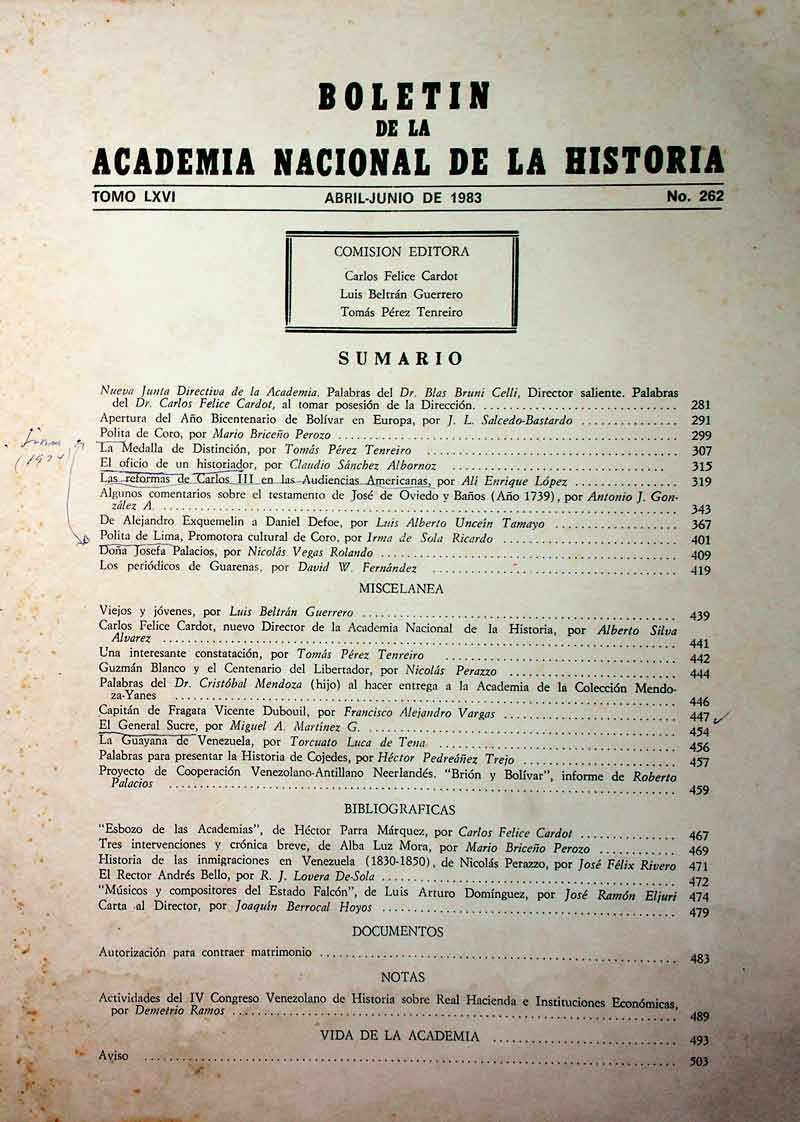 BOLETIN
DE LA
ACADEMIA NACIONAL DE LA HISTORIA
TOMO LXVI ABRIL-JUNIO DE 1983 No. 262
COMISION EDITORA
Carlos Felice Cardot
Luis Beltrán Guerrero
Tomás Pérez Tenreiro
SUMARIO
Nueva Junta Directiva de la Academia. Palabras del Dr. Blas Bruni Celli, Director saliente. Palabras
del Dr. Carlos Felice Cardot, al tomar posesión de la Dirección. 281
Apertura del Año Bicentenario de Bolívar en Europa, por J. L. Salcedo-Bastardo 291
Polita de Coro, por Mario Briceño Perozo 299
La Medalla de Distinción, por Tomás Pérez Tenreiro 307
El oficio de un historiador, por Claudio Sánchez Albornoz 315
Las reformas de Carlos III en las Audiencias Americanas, por Alí Enrique López 319
Algunos comentarios sobre el testamento de José de Oviedo y Baños (Año 1739), por Antonio J. Gon-
zález A. 343
De Alejandro Exquemelin a Daniel Defoe, por Luis Alberto Unceín Tamayo 367
Polita de Lima, Promotora cultural de Coro, por Irma de Sola Ricardo 401
Doña Josefa Palacios, por Nicolás Vegas Rolando 409
Los periódicos de Guarenas, por David W. Fernández 419
MISCELANEA
Viejos y jóvenes, por Luis Beltrán Guerrero 439
Carlos Felice Cardot, nuevo Director de la Academia Nacional de la Historia, por Alberto Silva
Alvarez 441
Una interesante constatación, por Tomás Pérez Tenreiro 442
Guzmán Blanco y el Centenario del Libertador, por Nicolás Perazzo 444
Palabras del Dr. Cristóbal Mendoza (hijo) al hacer entrega a la Academia de la Colección Mendo-
za-Yanes 446
Capitán de Fragata Vicente Dubouil, por Francisco Alejandro Vargas 447
El General Sucre, por Miguel A. Martínez G. 454
La Guayana de Venezuela, por Torcuato Luca de Tena 456
Palabras para presentar la Historia de Cojedes, por Héctor Pedreáñez Trejo 457
Proyecto de Cooperación Venezolano-Antillano Neerlandés. "Brión y Bolívar", informe de Roberto
Palacios 459
BIBLIOGRAFICAS
"Esbozo de las Academias", de Héctor Parra Márquez, por Carlos Felice Cardot 467
Tres intervenciones y crónica breve, de Alba Luz Mora, por Mario Briceño Perozo 469
Historia de las inmigraciones en Venezuela (1830-1850), de Nicolás Perazzo, por José Félix Rivero 471
El Rector Andrés Bello, por R. J. Lovera De-Sola 472
"Músicos y compositores del Estado Falcón", de Luis Arturo Domínguez, por José Ramón Eljuri 474
Carta al Director, por Joaquín Berrocal Hoyos 479
DOCUMENTOS
Autorización para contraer matrimonio 483
NOTAS
Actividades del IV Congreso Venezolano de Historia sobre Real Hacienda e Instituciones Económicas,
por Demetrio Ramos 489
VIDA DE LA ACADEMIA 493
Aviso 503